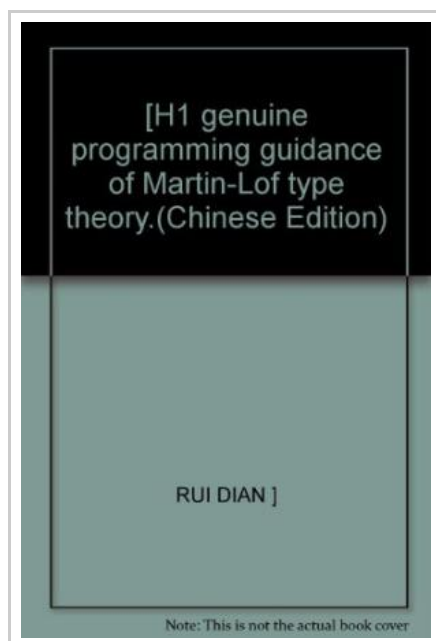 [H1 genuine
programming guidance
of Martin-Lof type
theory.(Chinese Edition)
RUI DIAN ]
Note: This is not the actual book cover